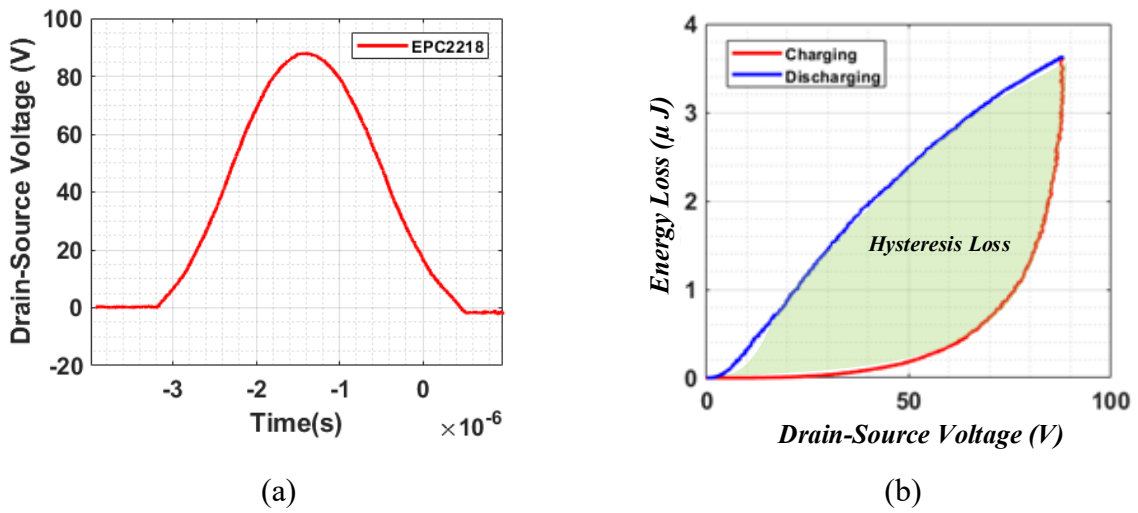 100
80
60
40
20
0
-20
Drain-Source Voltage (V)
EPC2218
-3
-2
-1
0
Time(s)
×10⁻⁶
(a)
4
3
2
1
0
Energy Loss (μ J)
Charging
Discharging
Hysteresis Loss
0
50
100
Drain-Source Voltage (V)
(b)